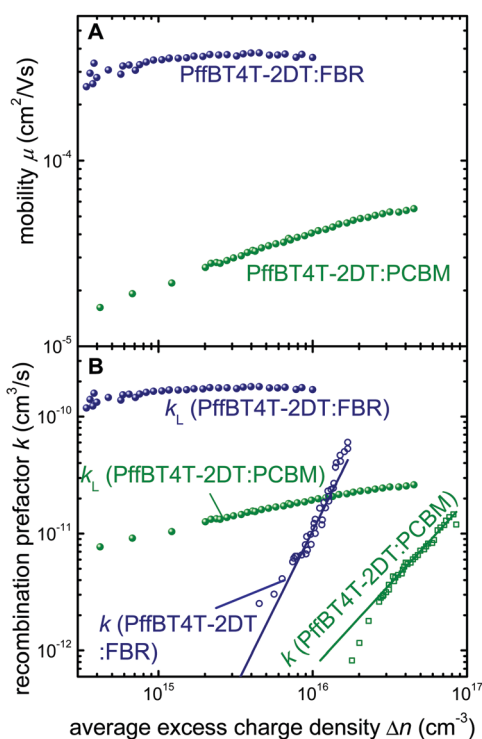 A
PffBT4T-2DT:FBR
10⁻⁴
mobility μ (cm²/Vs)
PffBT4T-2DT:PCBM
10⁻⁵
B
10⁻¹⁰
k_L (PffBT4T-2DT:FBR)
k_L (PffBT4T-2DT:PCBM)
10⁻¹¹
recombination prefactor k (cm³/s)
k (PffBT4T-2DT
:FBR)
k (PffBT4T-2DT:PCBM)
10⁻¹²
10¹⁵ 10¹⁶ 10¹⁷
average excess charge density Δn (cm⁻³)